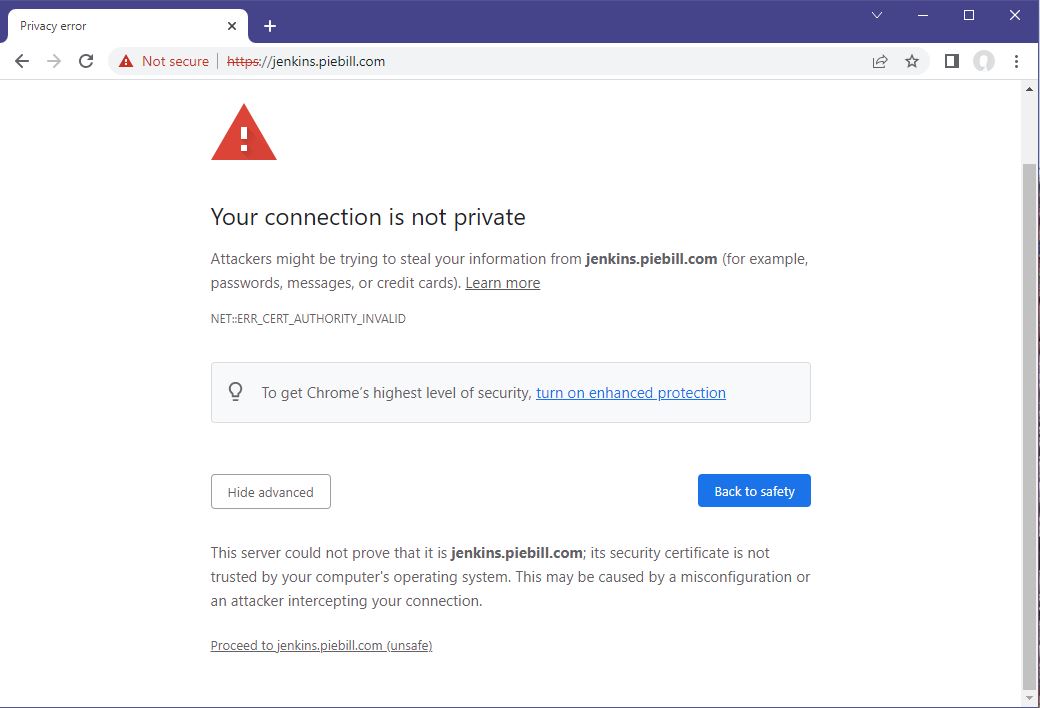 Privacy error
Not secure | https://jenkins.piebill.com
Your connection is not private
Attackers might be trying to steal your information from jenkins.piebill.com (for example,
passwords, messages, or credit cards). Learn more
NET::ERR_CERT_AUTHORITY_INVALID
To get Chrome's highest level of security, turn on enhanced protection
Hide advanced
Back to safety
This server could not prove that it is jenkins.piebill.com; its security certificate is not
trusted by your computer's operating system. This may be caused by a misconfiguration or
an attacker intercepting your connection.
Proceed to jenkins.piebill.com (unsafe)